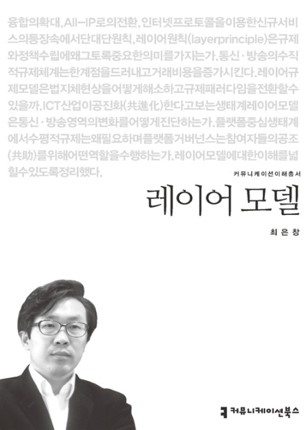 융합의확대, All-IP로의전환, 인터넷프로토콜을이용한신규서비
스의등장속에서단대단원칙, 레이어원칙(layer principle)은규제
와정책수립에왜그토록중요한의미를가지는가, 통신·방송의수직
적규제체계는한계점을드러내고거래비용을증가시킨다. 레이어규
제모델은법지체현상을어떻게해소하고규제패러다임을전환할수
있을까, ICT산업이공진화(共進化)한다고보는생태계레이어모델
은통신·방송영역의변화를어떻게진단하는가, 플랫폼중심생태계
에서수평적규제는왜필요하며플랫폼거버넌스는참여자들의공조
(共助)를위해어떤역할을수행하는가, 레이어모델에대한이해를넓
힐수있도록정리했다.
커뮤니케이션이해총서
레이어 모델
최은창
커뮤니케이션북스